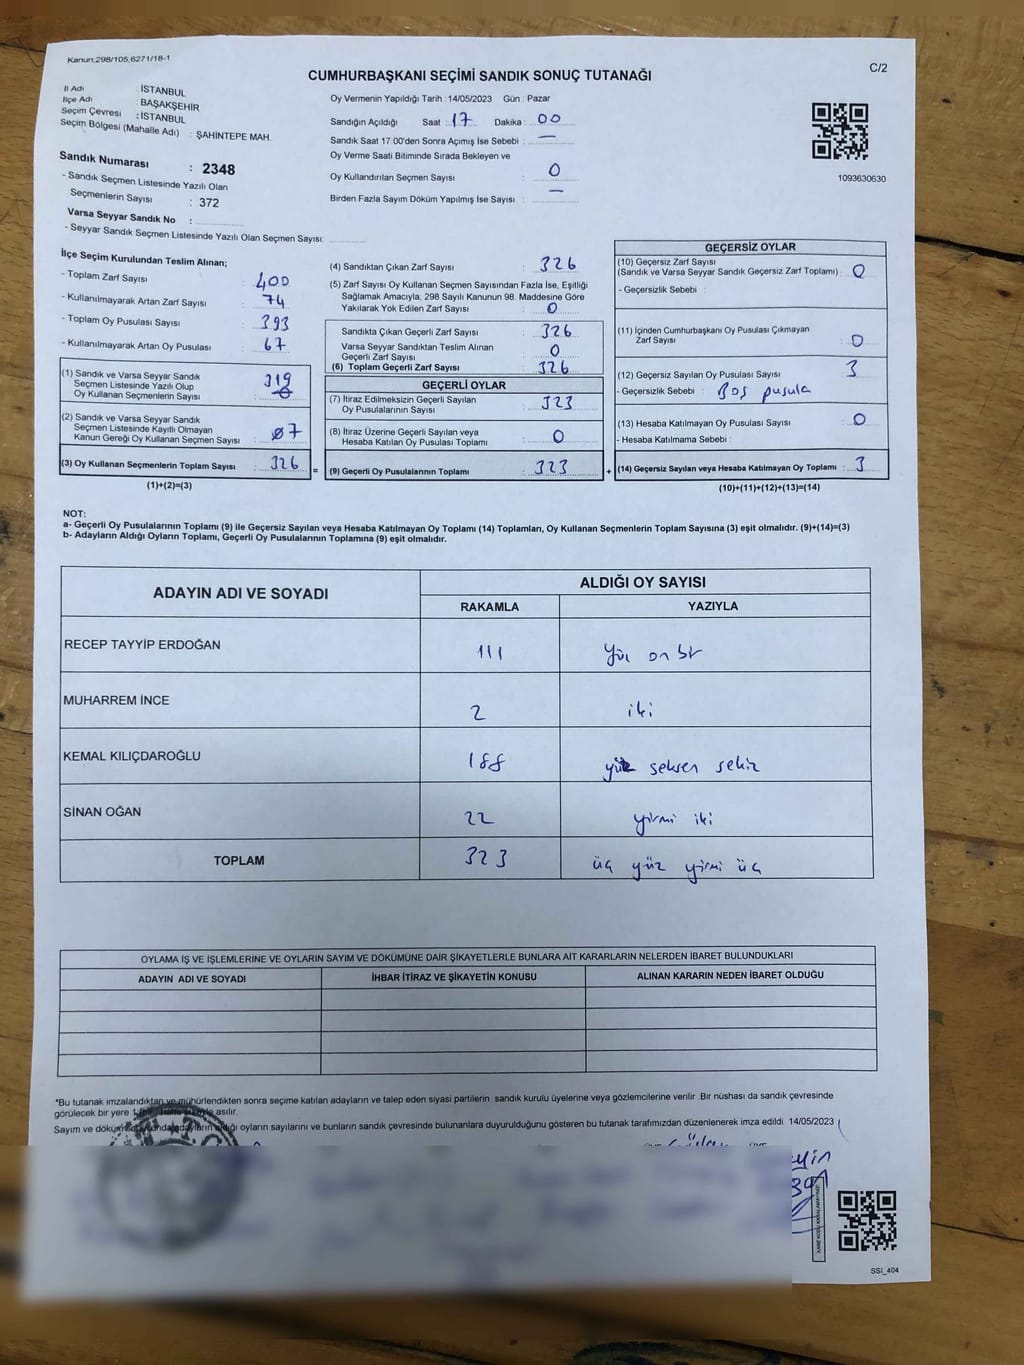 Kanun:298/105,6271/18-1
C/2
CUMHURBAŞKANI SEÇİMİ SANDIK SONUÇ TUTANAĞI
İl Adı : İSTANBUL
İlçe Adı : BAŞAKŞEHİR
Seçim Çevresi : İSTANBUL
Seçim Bölgesi (Mahalle Adı) : ŞAHİNTEPE MAH.
Sandık Numarası : 2348
- Sandık Seçmen Listesinde Yazılı Olan
Seçmenlerin Sayısı : 372
Varsa Seyyar Sandık No :
- Seyyar Sandık Seçmen Listesinde Yazılı Olan Seçmen Sayısı:
Oy Vermenin Yapıldığı Tarih : 14/05/2023 Gün : Pazar
Sandığın Açıldığı Saat : 17 Dakika : 00
Sandık Saat 17.00'den Sonra Açımış İse Sebebi : —
Oy Verme Saati Bitiminde Sırada Bekleyen ve
Oy Kullandırılan Seçmen Sayısı : 0
Birden Fazla Sayım Döküm Yapılmış İse Sayısı : —
1093630630
İlçe Seçim Kurulundan Teslim Alınan;
- Toplam Zarf Sayısı : 400
- Kullanılmayarak Artan Zarf Sayısı : 74
- Toplam Oy Pusulası Sayısı : 393
- Kullanılmayarak Artan Oy Pusulası : 67
(1) Sandık ve Varsa Seyyar Sandık
Seçmen Listesinde Yazılı Olup
Oy Kullanan Seçmenlerin Sayısı : 319
(2) Sandık ve Varsa Seyyar Sandık
Seçmen Listesinde Kayıtlı Olmayan
Kanun Gereği Oy Kullanan Seçmen Sayısı : 07
(3) Oy Kullanan Seçmenlerin Toplam Sayısı : 326
(1)+(2)=(3)
(4) Sandıktan Çıkan Zarf Sayısı : 326
(5) Zarf Sayısı Oy Kullanan Seçmen Sayısından Fazla İse, Eşitliği
Sağlamak Amacıyla, 298 Sayılı Kanunun 98. Maddesine Göre
Yakılarak Yok Edilen Zarf Sayısı : 0
Sandıkta Çıkan Geçerli Zarf Sayısı : 326
Varsa Seyyar Sandıktan Teslim Alınan
Geçerli Zarf Sayısı : 0
(6) Toplam Geçerli Zarf Sayısı : 326
GEÇERLİ OYLAR
(7) İtiraz Edilmeksizin Geçerli Sayılan
Oy Pusulalarının Sayısı : 323
(8) İtiraz Üzerine Geçerli Sayılan veya
Hesaba Katılan Oy Pusulası Toplamı : 0
= (9) Geçerli Oy Pusulalarının Toplamı : 323
GEÇERSİZ OYLAR
(10) Geçersiz Zarf Sayısı
(Sandık ve Varsa Seyyar Sandık Geçersiz Zarf Toplamı) : 0
- Geçersizlik Sebebi :
(11) İçinden Cumhurbaşkanı Oy Pusulası Çıkmayan
Zarf Sayısı : 0
(12) Geçersiz Sayılan Oy Pusulası Sayısı : 3
- Geçersizlik Sebebi : Boş pusula
(13) Hesaba Katılmayan Oy Pusulası Sayısı : 0
- Hesaba Katılmama Sebebi :
+ (14) Geçersiz Sayılan veya Hesaba Katılmayan Oy Toplamı : 3
(10)+(11)+(12)+(13)=(14)
NOT:
a- Geçerli Oy Pusulalarının Toplamı (9) ile Geçersiz Sayılan veya Hesaba Katılmayan Oy Toplamı (14) Toplamları, Oy Kullanan Seçmenlerin Toplam Sayısına (3) eşit olmalıdır. (9)+(14)=(3)
b- Adayların Aldığı Oyların Toplamı, Geçerli Oy Pusulalarının Toplamına (9) eşit olmalıdır.
ADAYIN ADI VE SOYADI ALDIĞI OY SAYISI
RAKAMLA YAZIYLA
RECEP TAYYİP ERDOĞAN 111 Yüz on bir
MUHARREM İNCE 2 iki
KEMAL KILIÇDAROĞLU 188 yüz seksen sekiz
SİNAN OĞAN 22 yirmi iki
TOPLAM 323 üç yüz yirmi üç
OYLAMA İŞ VE İŞLEMLERİNE VE OYLARIN SAYIM VE DÖKÜMÜNE DAİR ŞİKAYETLERLE BUNLARA AİT KARARLARIN NELERDEN İBARET BULUNDUKLARI
ADAYIN ADI VE SOYADI İHBAR İTİRAZ VE ŞİKAYETİN KONUSU ALINAN KARARIN NEDEN İBARET OLDUĞU
*Bu tutanak imzalandıktan ve mühürlendikten sonra seçime katılan adayların ve talep eden siyasi partilerin sandık kurulu üyelerine veya gözlemcilerine verilir .Bir nüshası da sandık çevresinde
görülecek bir yere asılır.
Sayım ve döküm adayların aldığı oyların sayılarını ve bunların sandık çevresinde bulunanlara duyurulduğunu gösteren bu tutanak tarafımızdan düzenlenerek imza edildi. 14/05/2023
SSI_404